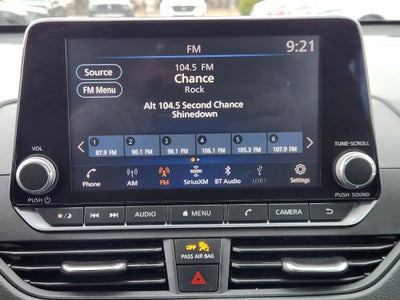 FM
9:21
Source
104.5 FM
FM Menu
Chance
Rock
Alt 104.5 Second Chance
Shinedown
1 2 3 4 5 6
87.9 FM 90.1 FM 98.1 FM 106.1 FM 105.3 FM 107.9 FM
Phone AM FM SiriusXM BT Audio USB1 Settings
VOL
TUNE·SCROLL
PUSH
PUSH SOUND
AUDIO MENU CAMERA
OFF
PASS AIR BAG